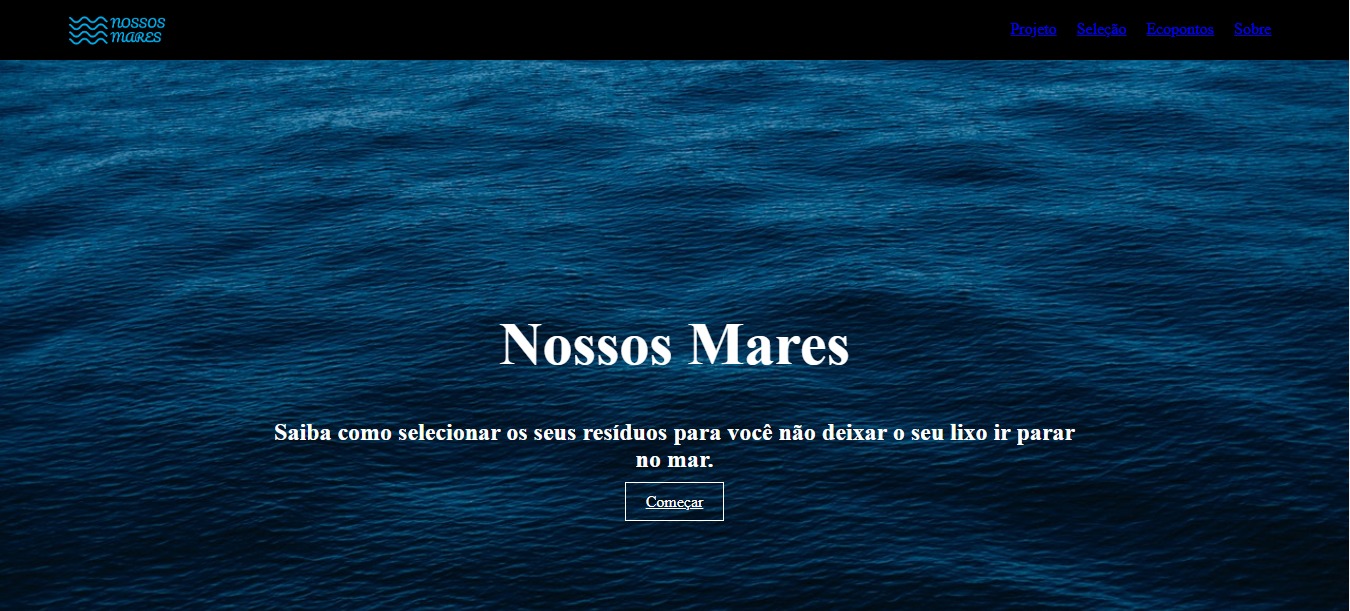 NOSSOS
MARES
Projeto Seleção Ecopontos Sobre
Nossos Mares
Saiba como selecionar os seus resíduos para você não deixar o seu lixo ir parar
no mar.
Começar